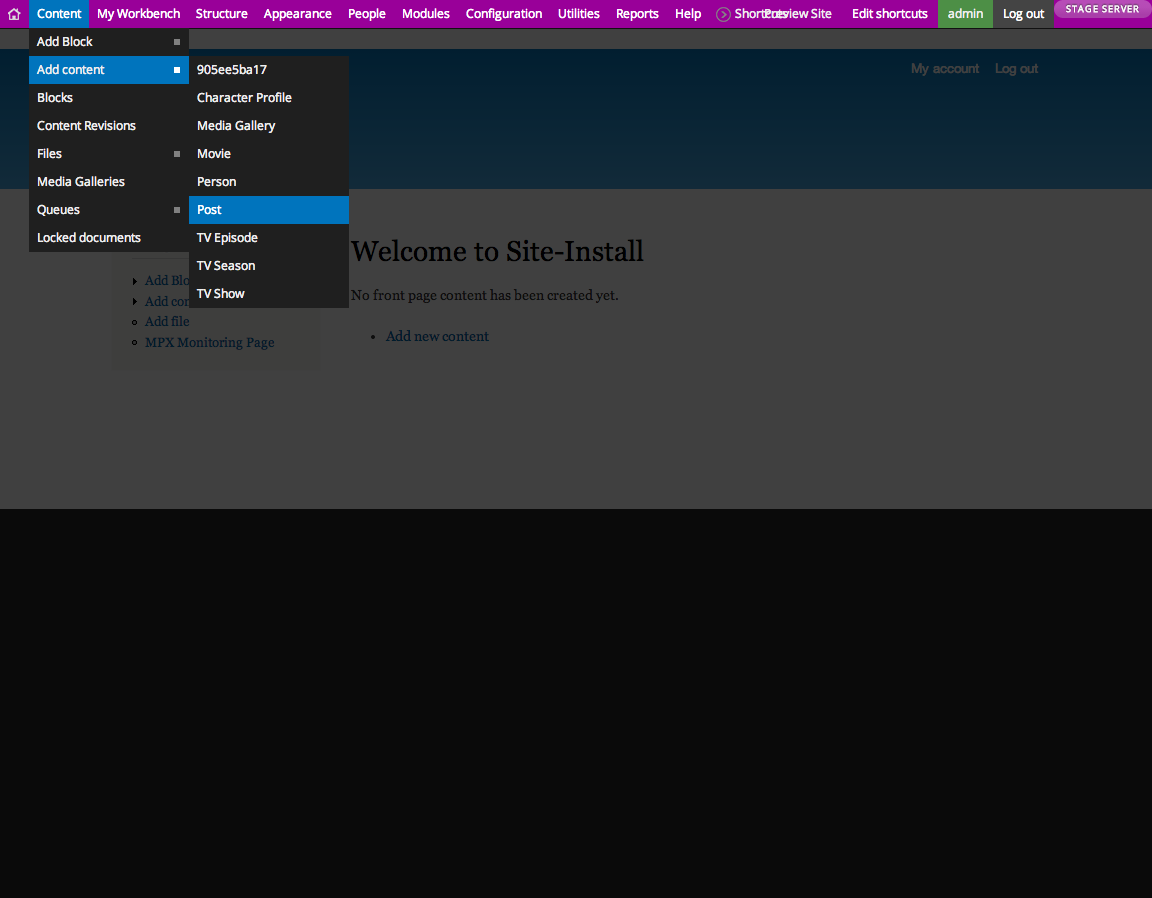 Content My Workbench Structure Appearance People Modules Configuration Utilities Reports Help Shortcuts Preview Site Edit shortcuts admin Log out STAGE SERVER
Add Block
Add content
Blocks
Content Revisions
Files
Media Galleries
Queues
Locked documents
905ee5ba17
Character Profile
Media Gallery
Movie
Person
Post
TV Episode
TV Season
TV Show
My account Log out
Add Blo
Add con
Add file
MPX Monitoring Page
Welcome to Site-Install
No front page content has been created yet.
Add new content